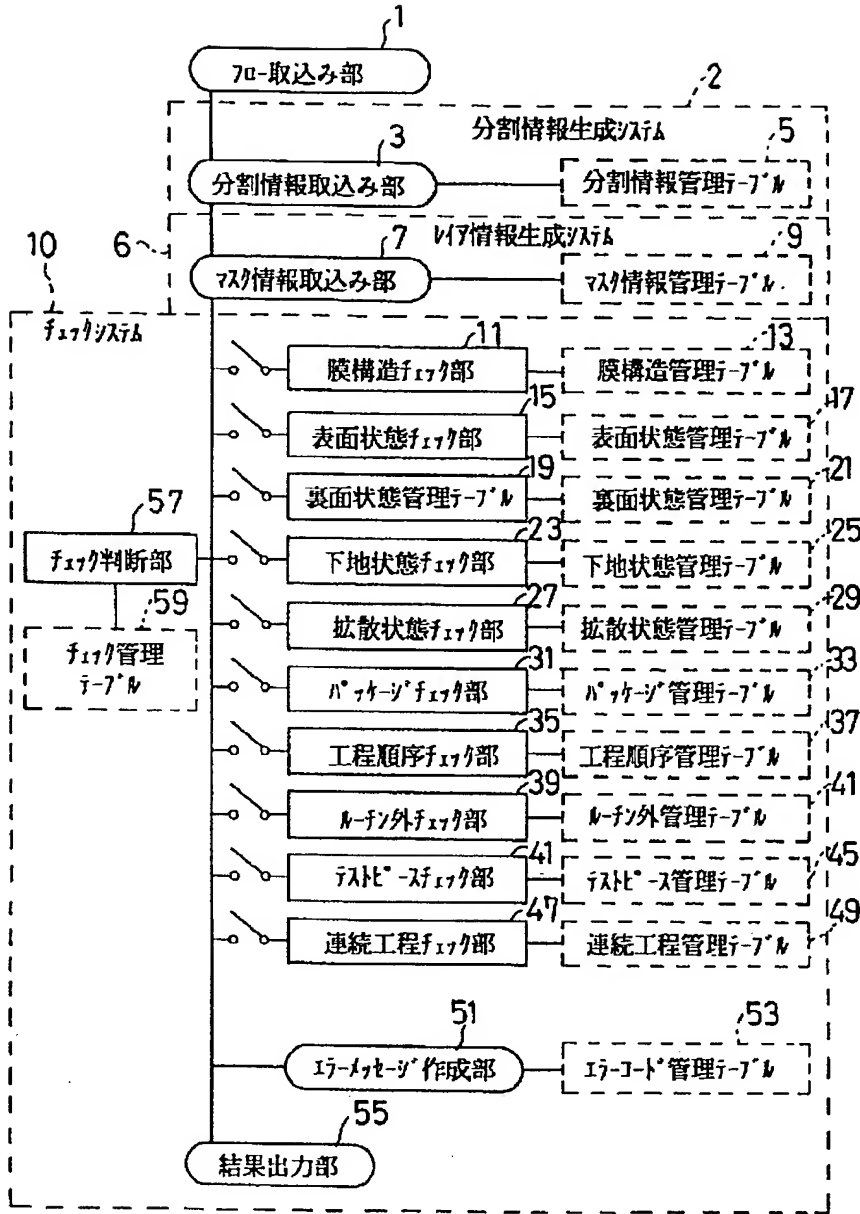 1
フロー取込み部
2
分割情報生成システム
3
5
分割情報取込み部
分割情報管理テーブル
6
レイア情報生成システム
7
9
マスク情報取込み部
マスク情報管理テーブル
10
チェックシステム
11
13
膜構造チェック部
膜構造管理テーブル
15
17
表面状態チェック部
表面状態管理テーブル
19
21
裏面状態管理テーブル
裏面状態管理テーブル
57
23
25
チェック判断部
下地状態チェック部
下地状態管理テーブル
59
27
29
チェック管理
テーブル
拡散状態チェック部
拡散状態管理テーブル
31
33
パッケージチェック部
パッケージ管理テーブル
35
37
工程順序チェック部
工程順序管理テーブル
39
41
ルーチン外チェック部
ルーチン外管理テーブル
41
45
テストピースチェック部
テストピース管理テーブル
47
49
連続工程チェック部
連続工程管理テーブル
51
53
エラーメッセージ作成部
エラーコード管理テーブル
55
結果出力部